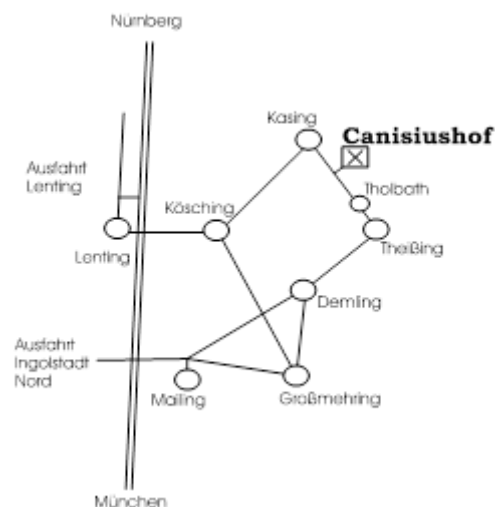 Nürnberg
Kasing
Canisiushof
Ausfahrt
Lenting
Tholbath
Kösching
Lenting
Theißing
Demling
Ausfahrt
Ingolstadt
Nord
Mailing
Großmehring
München